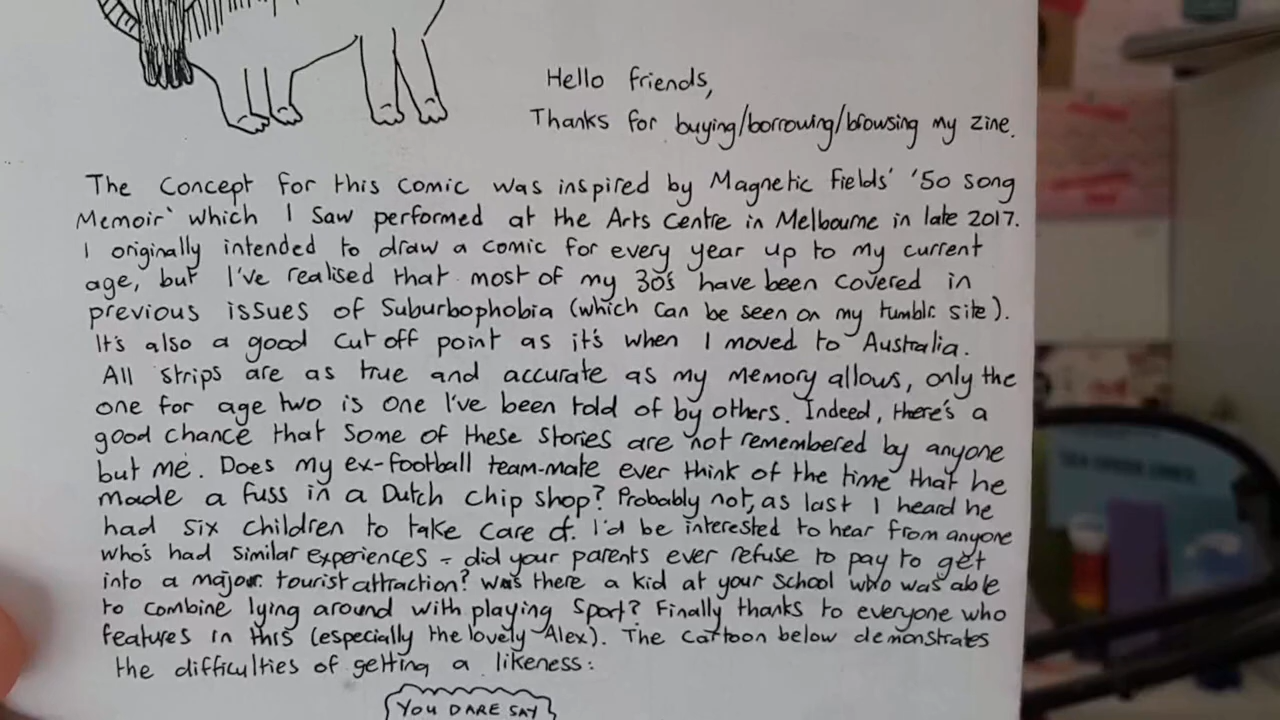 Hello friends,
Thanks for buying/borrowing/browsing my zine.
The Concept for this comic was inspired by Magnetic Fields' '50 Song
Memoir' which I saw performed at the Arts Centre in Melbourne in late 2017.
I originally intended to draw a comic for every year up to my current
age, but I've realised that most of my 30's have been covered in
previous issues of Suburbophobia (which can be seen on my tumblr site).
It's also a good cut off point as it's when I moved to Australia.
All strips are as true and accurate as my memory allows, only the
one for age two is one I've been told of by others. Indeed, there's a
good chance that some of these stories are not remembered by anyone
but me. Does my ex-football team-mate ever think of the time that he
made a fuss in a Dutch chip shop? Probably not, as last I heard he
had six children to take care of. I'd be interested to hear from anyone
who's had similar experiences - did your parents ever refuse to pay to get
into a major tourist attraction? Was there a kid at your school who was able
to combine lying around with playing sport? Finally thanks to everyone who
features in this (especially the lovely Alex). The cartoon below demonstrates
the difficulties of getting a likeness:
YOU DARE SAY